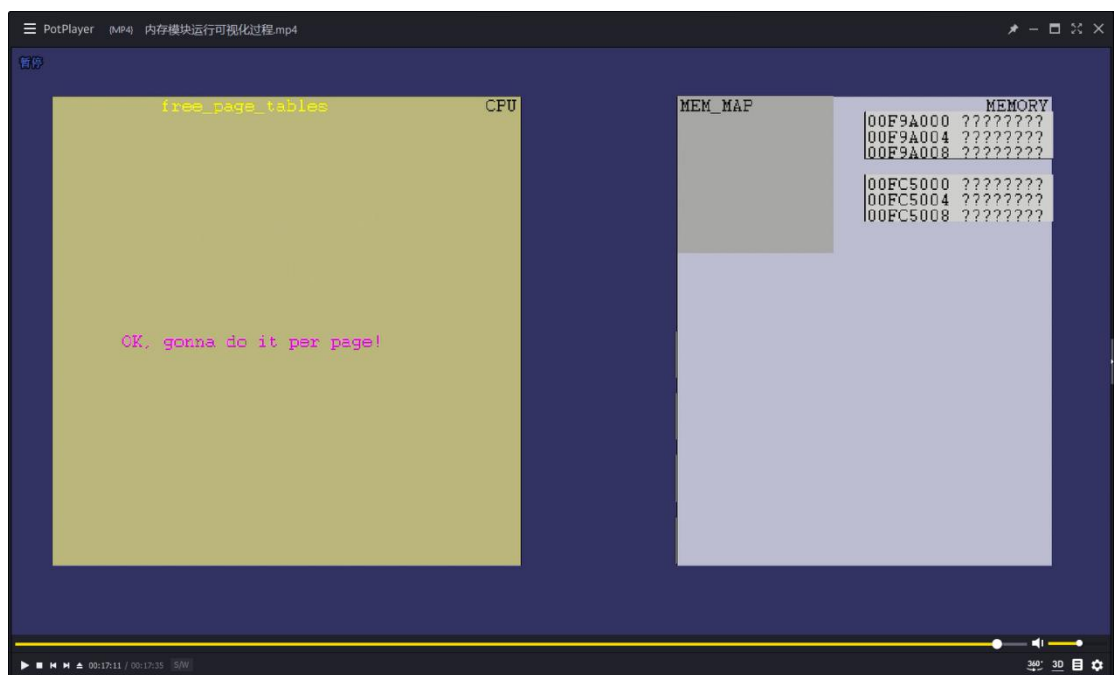 PotPlayer (MP4) 内存模块运行可视化过程.mp4
暂停
free_page_tables CPU
MEM_MAP MEMORY
00F9A000 ????????
00F9A004 ????????
00F9A008 ????????
00FC5000 ????????
00FC5004 ????????
00FC5008 ????????
OK, gonna do it per page!
00:17:11 / 00:17:35 S/W
360° 3D